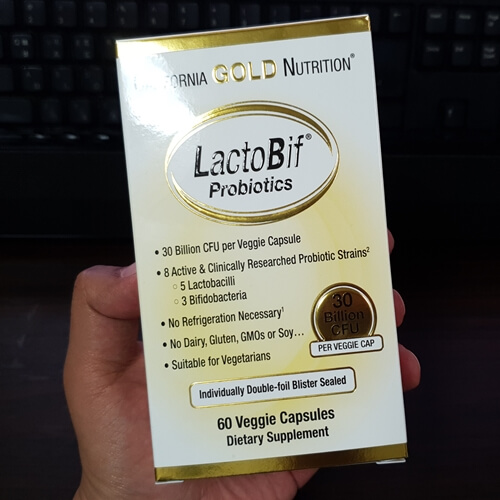 GOLD NUTRITION®
LactoBif®
Probiotics
• 30 Billion CFU per Veggie Capsule
• 8 Active & Clinically Researched Probiotic Strains²
• 5 Lactobacilli
• 3 Bifidobacteria
• No Refrigeration Necessary¹
• No Dairy, Gluten, GMOs or Soy...
• Suitable for Vegetarians
30
Billion
CFU
PER VEGGIE CAP
Individually Double-foil Blister Sealed
60 Veggie Capsules
Dietary Supplement